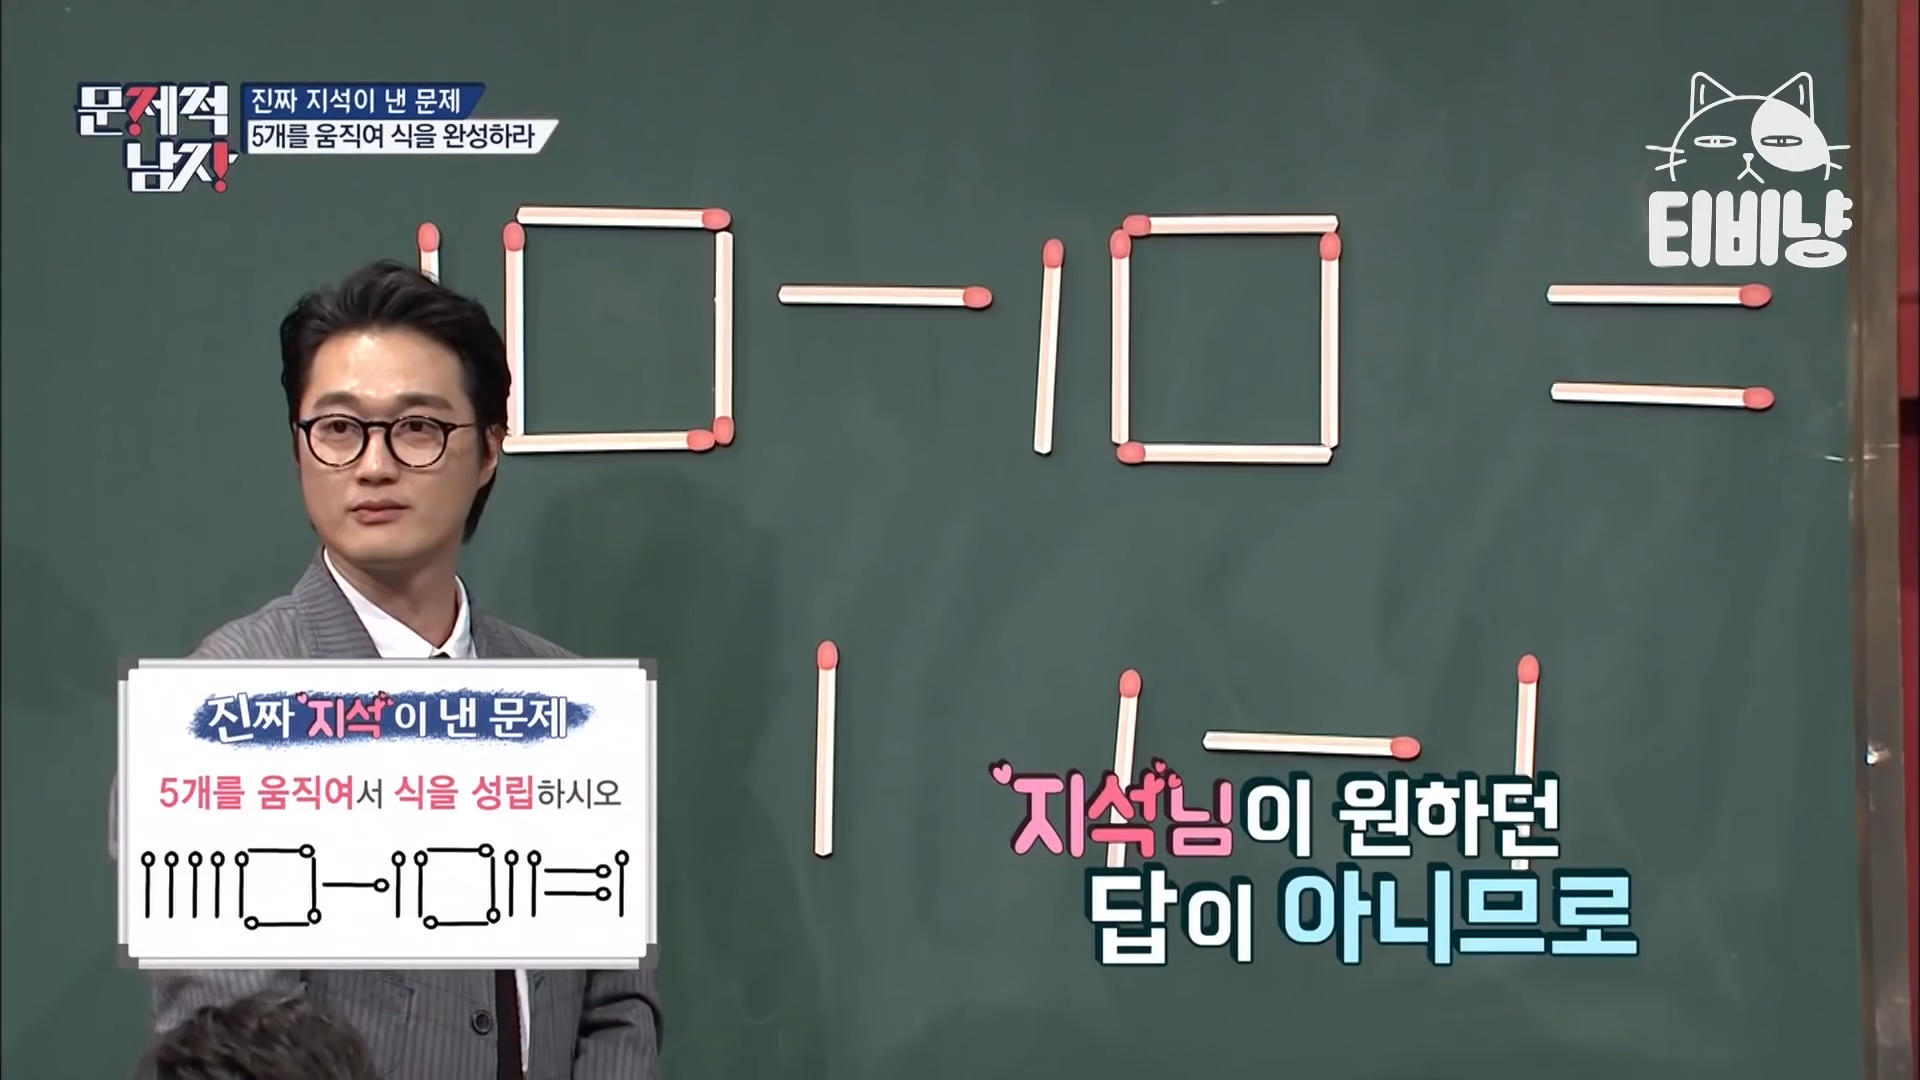 문제적
남자
진짜 지석이 낸 문제
5개를 움직여 식을 완성하라
티비냥
10 - 10 =
진짜 지석이 낸 문제
5개를 움직여서 식을 성립하시오
지석님이 원하던
답이 아니므로